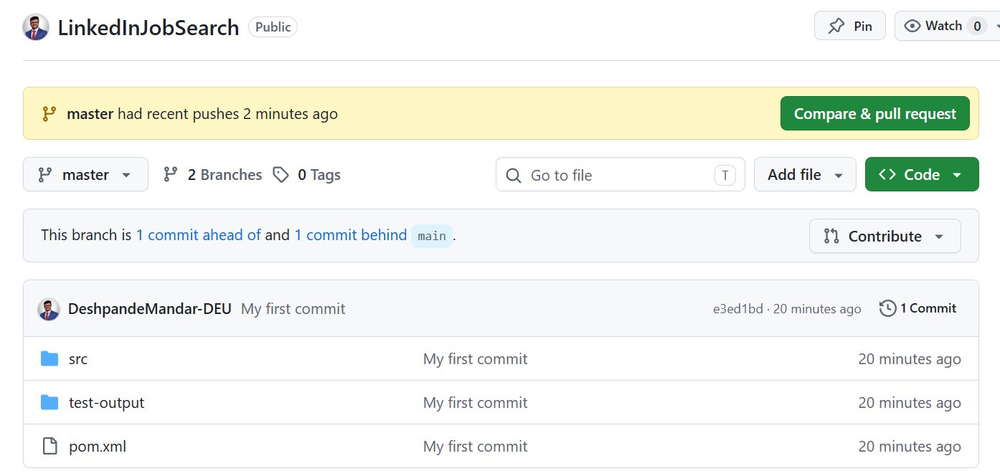 LinkedInJobSearch Public Pin Watch 0
master had recent pushes 2 minutes ago Compare & pull request
master 2 Branches 0 Tags Go to file T Add file Code
This branch is 1 commit ahead of and 1 commit behind main . Contribute
DeshpandeMandar-DEU My first commit e3ed1bd · 20 minutes ago 1 Commit
src My first commit 20 minutes ago
test-output My first commit 20 minutes ago
pom.xml My first commit 20 minutes ago